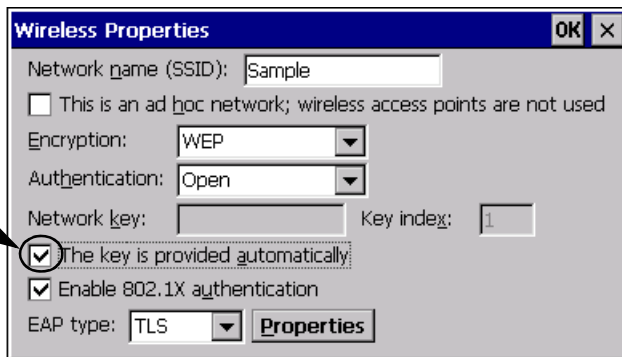 Wireless Properties OK ×
Network name (SSID): Sample
This is an ad hoc network; wireless access points are not used
Encryption: WEP
Authentication: Open
Network key: Key index: 1
The key is provided automatically
Enable 802.1X authentication
EAP type: TLS Properties